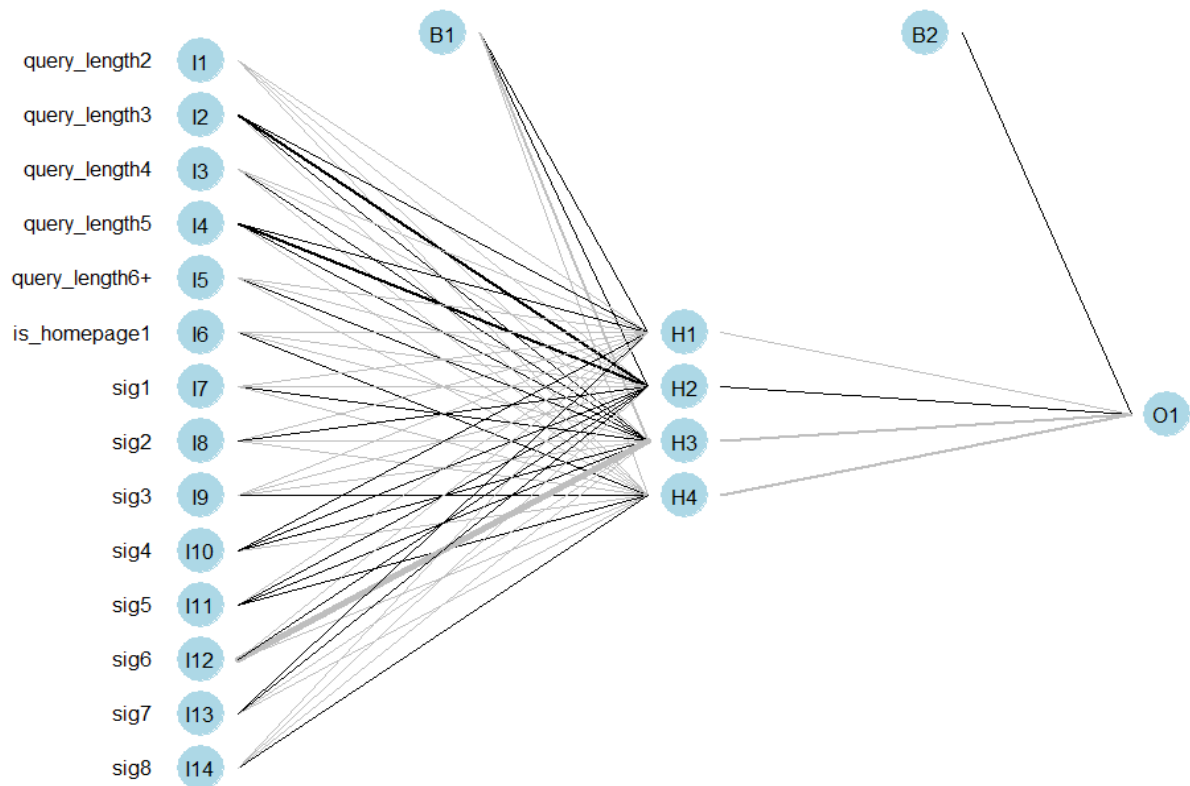 B1
B2
query_length2 I1
query_length3 I2
query_length4 I3
query_length5 I4
query_length6+ I5
is_homepage1 I6
H1
sig1 I7
H2
O1
sig2 I8
H3
sig3 I9
H4
sig4 I10
sig5 I11
sig6 I12
sig7 I13
sig8 I14